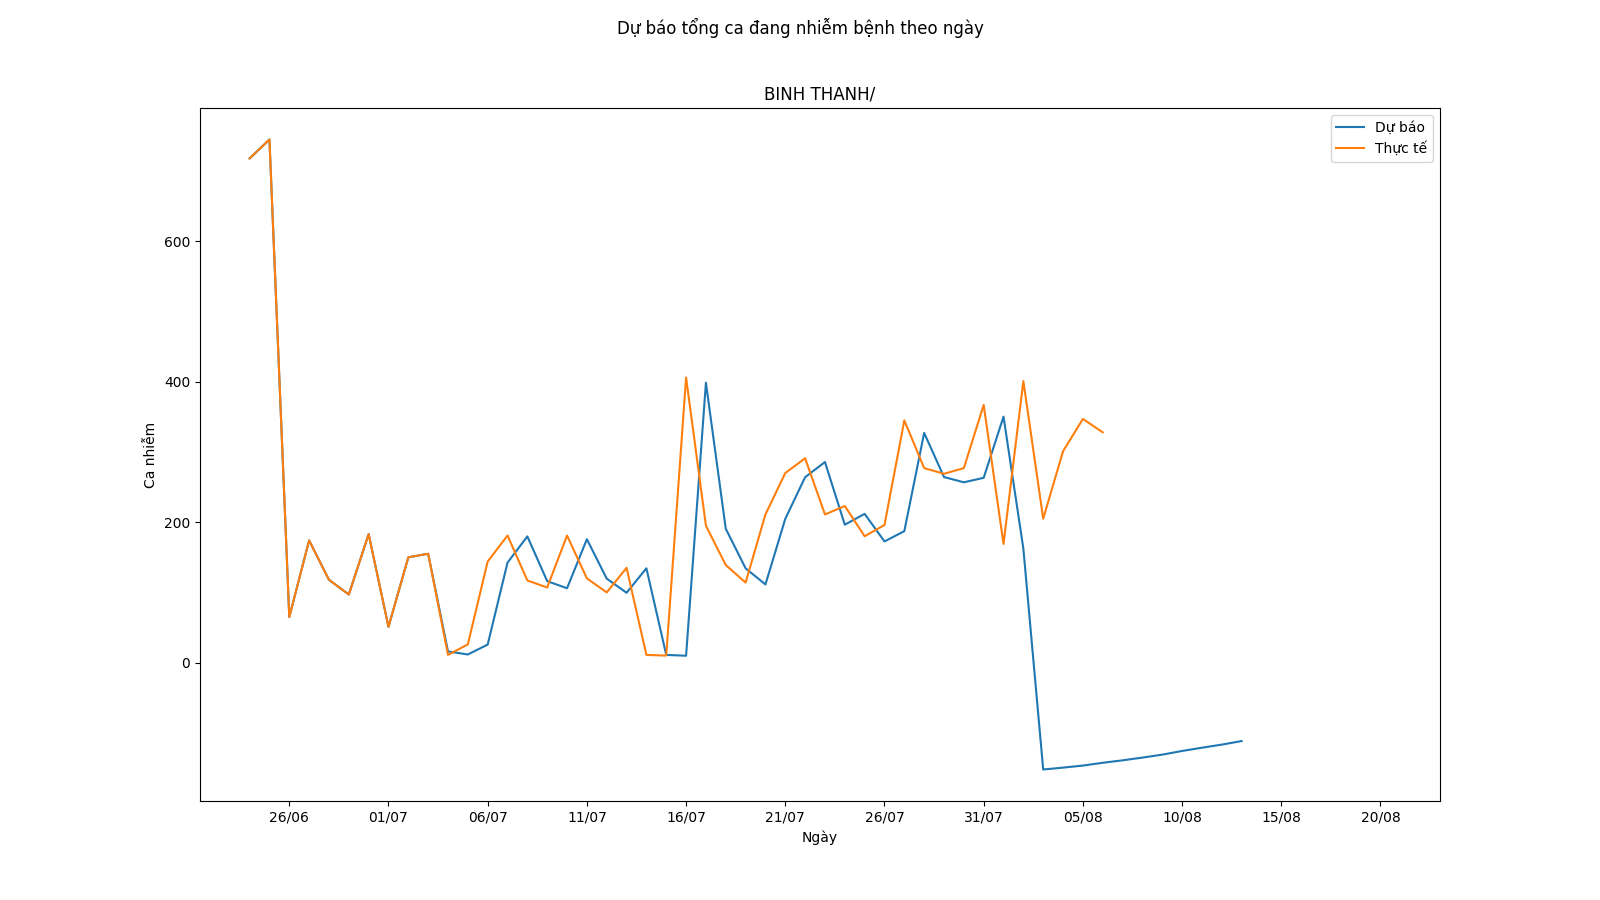 Dự báo tổng ca đang nhiễm bệnh theo ngày
BINH THANH/
Dự báo
Thực tế
600
400
200
0
Ca nhiễm
26/06 01/07 06/07 11/07 16/07 21/07 26/07 31/07 05/08 10/08 15/08 20/08
Ngày